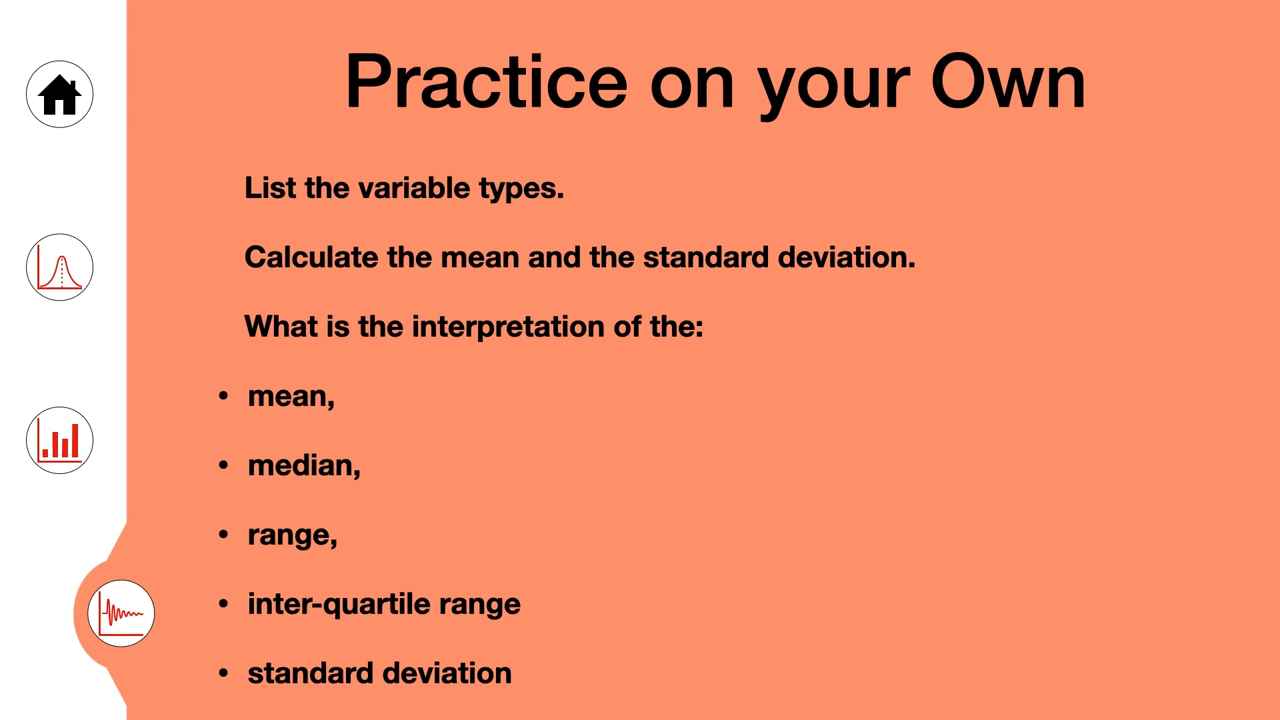 Practice on your Own
List the variable types.
Calculate the mean and the standard deviation.
What is the interpretation of the:
• mean,
• median,
• range,
• inter-quartile range
• standard deviation